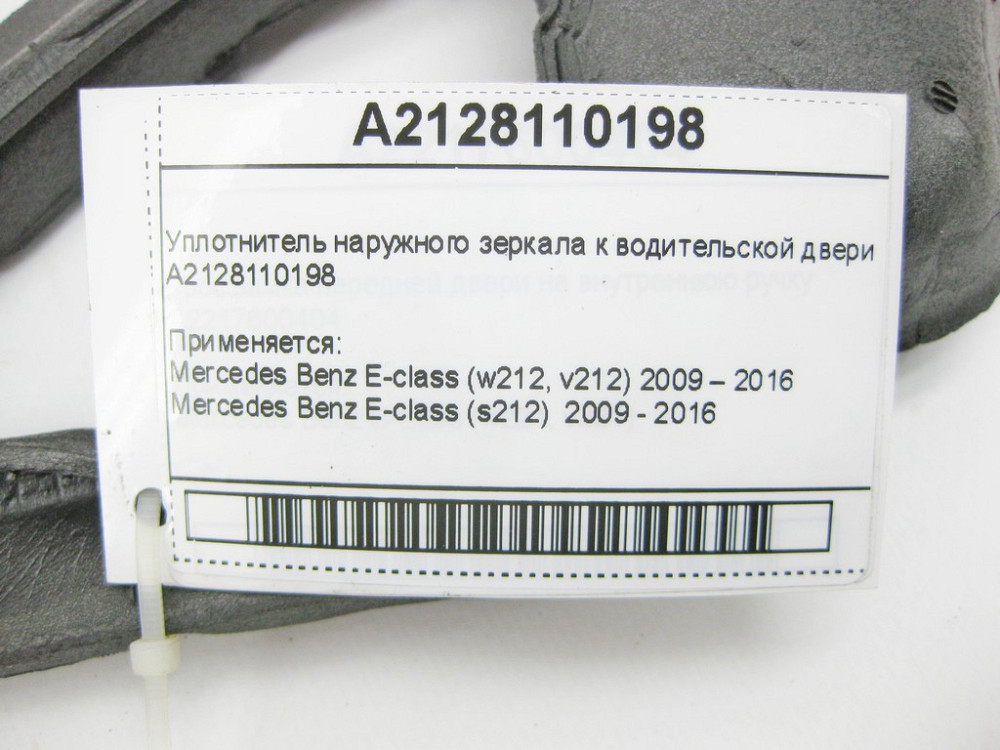 A2128110198
Уплотнитель наружного зеркала к водительской двери
A2128110198
Применяется:
Mercedes Benz E-class (w212, v212) 2009 – 2016
Mercedes Benz E-class (s212) 2009 - 2016